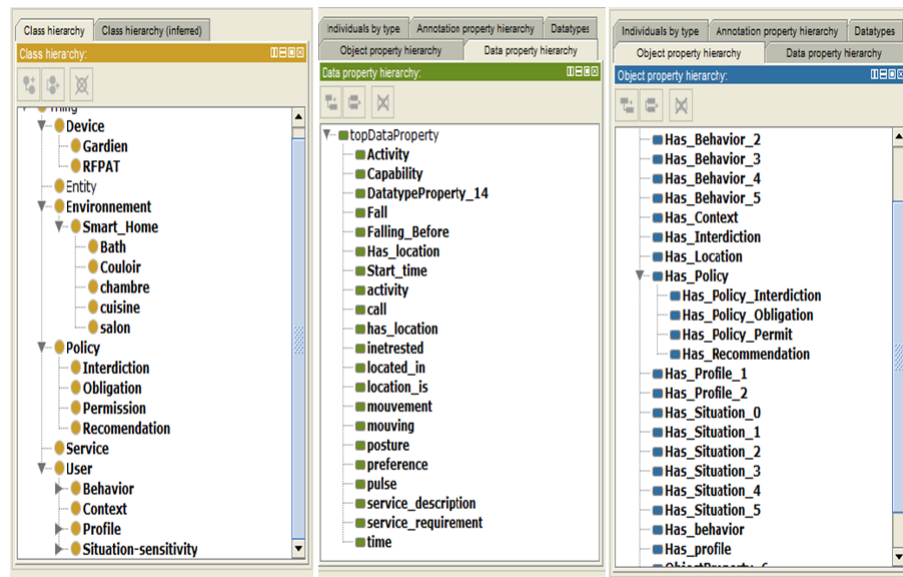 Class hierarchy Class hierarchy (inferred)
Class hierarchy:
Thing
Device
Gardien
RFPAT
Entity
Environnement
Smart_Home
Bath
Couloir
chambre
cuisine
salon
Policy
Interdiction
Obligation
Permission
Recomendation
Service
User
Behavior
Context
Profile
Situation-sensitivity
Individuals by type Annotation property hierarchy Datatypes
Object property hierarchy Data property hierarchy
Data property hierarchy:
topDataProperty
Activity
Capability
DatatypeProperty_14
Fall
Falling_Before
Has_location
Start_time
activity
call
has_location
inetrested
located_in
location_is
mouvement
mouving
posture
preference
pulse
service_description
service_requirement
time
Individuals by type Annotation property hierarchy Datatypes
Object property hierarchy Data property hierarchy
Object property hierarchy:
Has_Behavior_2
Has_Behavior_3
Has_Behavior_4
Has_Behavior_5
Has_Context
Has_Interdiction
Has_Location
Has_Policy
Has_Policy_Interdiction
Has_Policy_Obligation
Has_Policy_Permit
Has_Recommendation
Has_Profile_1
Has_Profile_2
Has_Situation_0
Has_Situation_1
Has_Situation_2
Has_Situation_3
Has_Situation_4
Has_Situation_5
Has_behavior
Has_profile
ObjectProperty_6